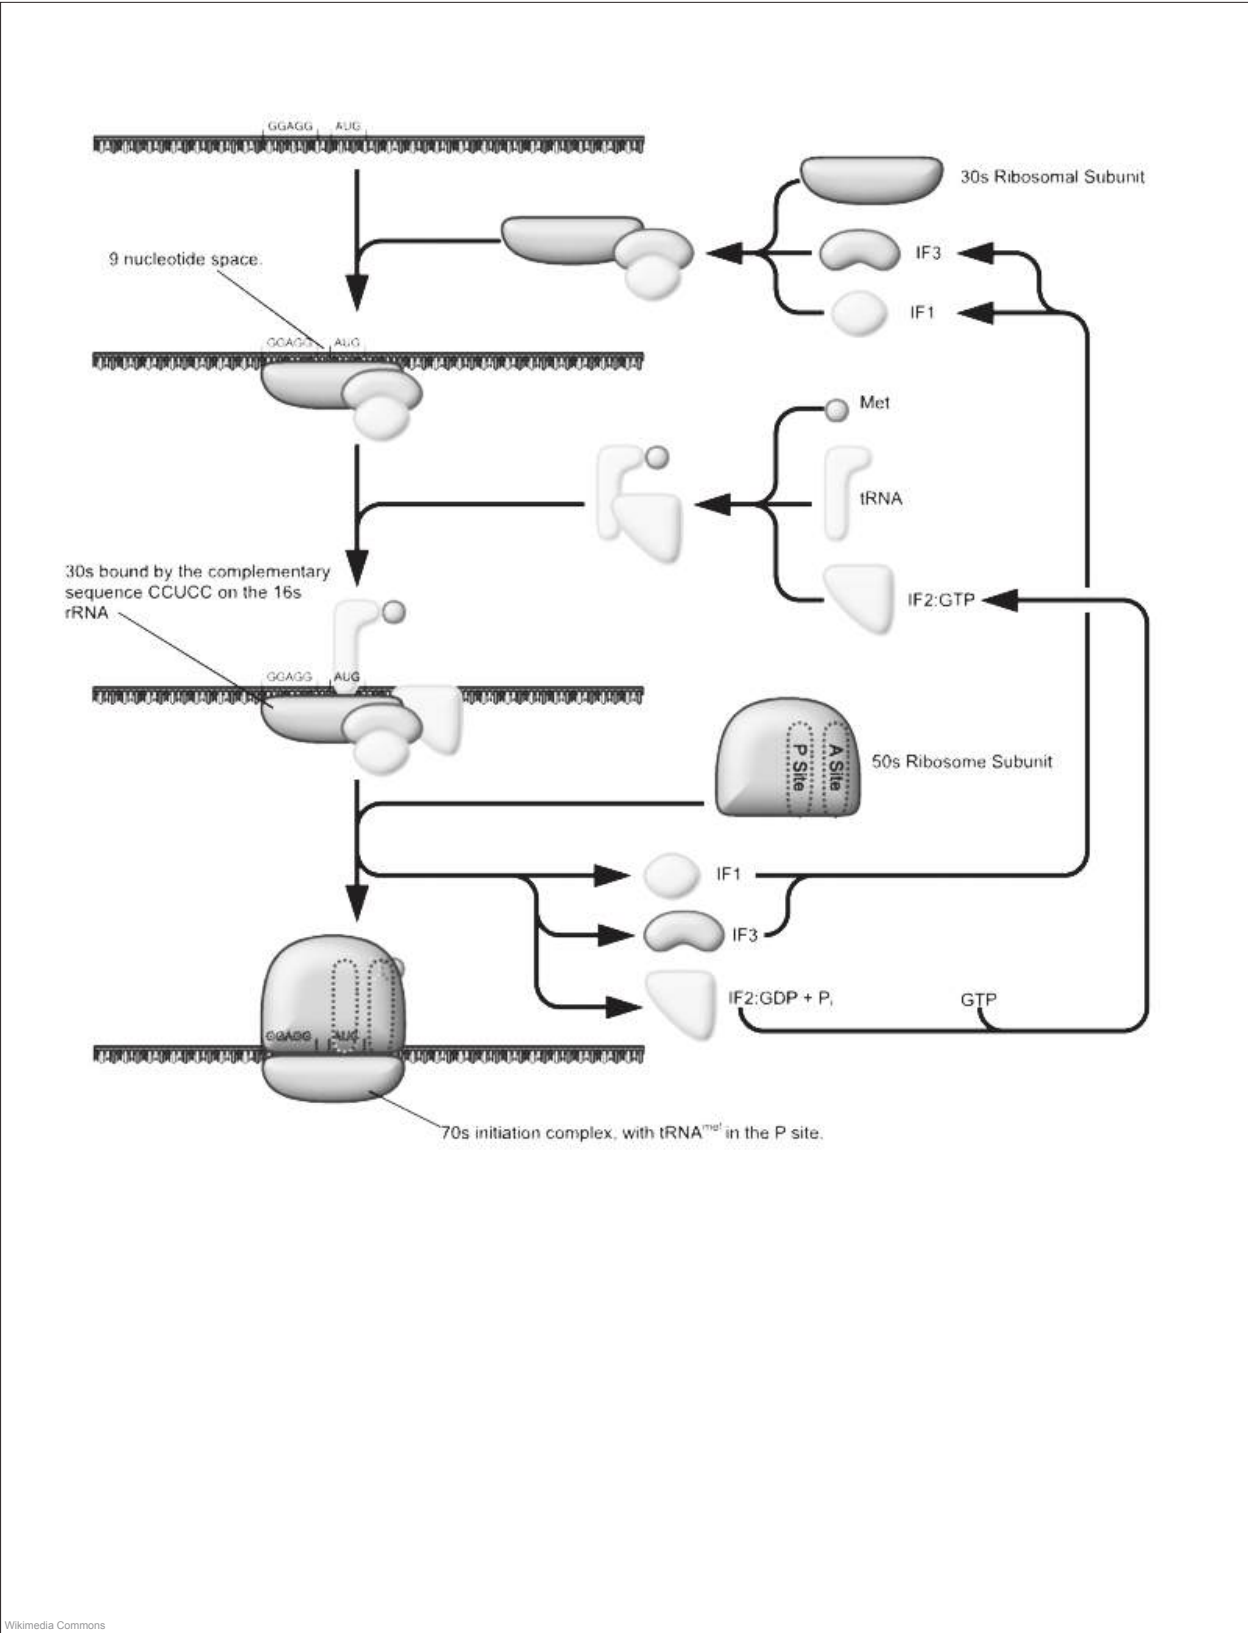 GGAGG AUG
30s Ribosomal Subunit
9 nucleotide space.
IF3
IF1
GGAGG AUG
Met
tRNA
30s bound by the complementary
sequence CCUCC on the 16s
rRNA
IF2:GTP
GGAGG AUG
P Site
A Site
50s Ribosome Subunit
IF1
IF3
IF2:GDP + Pi
GTP
GGAGG AUG
70s initiation complex, with tRNAmet in the P site.
Wikimedia Commons